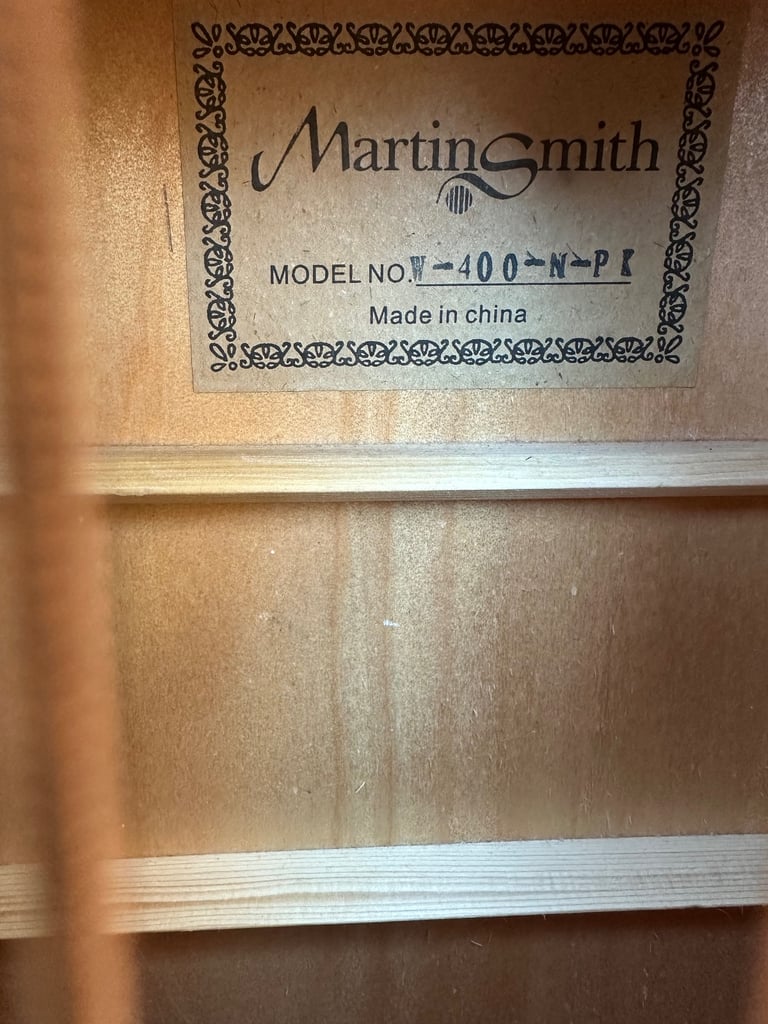 MartinSmith
MODEL NO. W-400-N-PK
Made in china